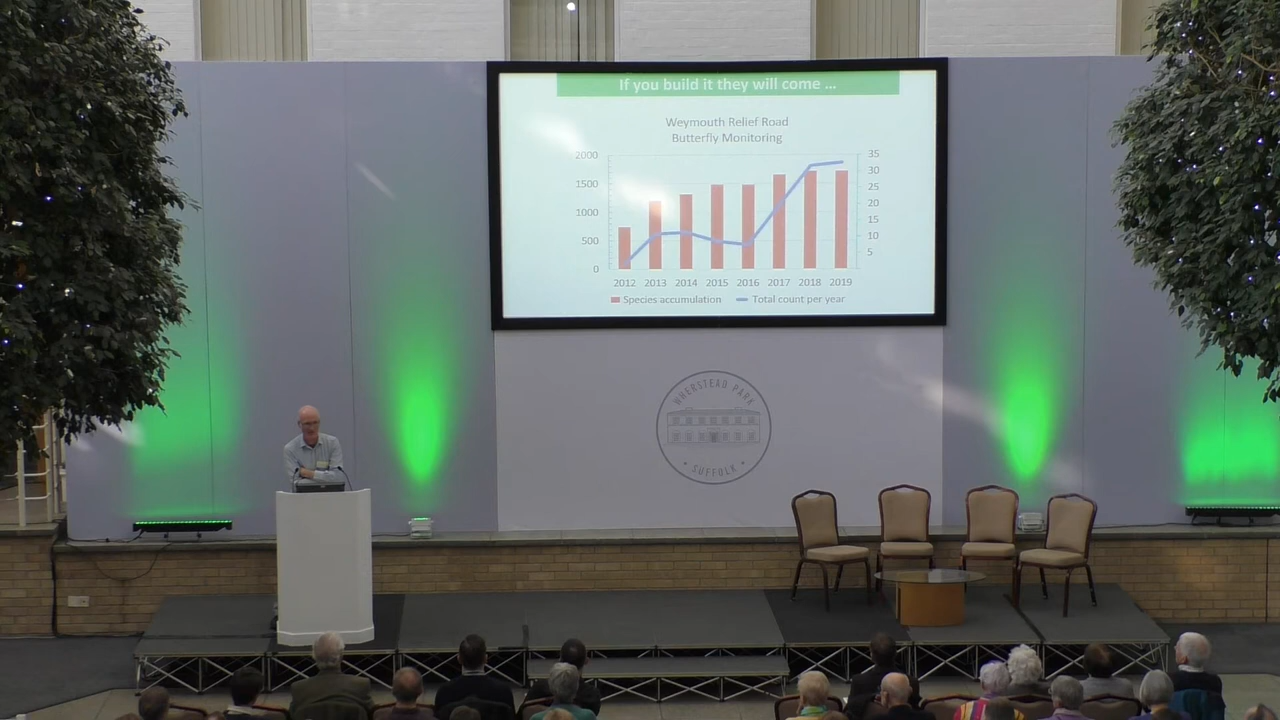 If you build it they will come ...
Weymouth Relief Road
Butterfly Monitoring
2000
1500
1000
500
0
35
30
25
20
15
10
5
2012 2013 2014 2015 2016 2017 2018 2019
Species accumulation Total count per year
WHERSTEAD PARK
• SUFFOLK •